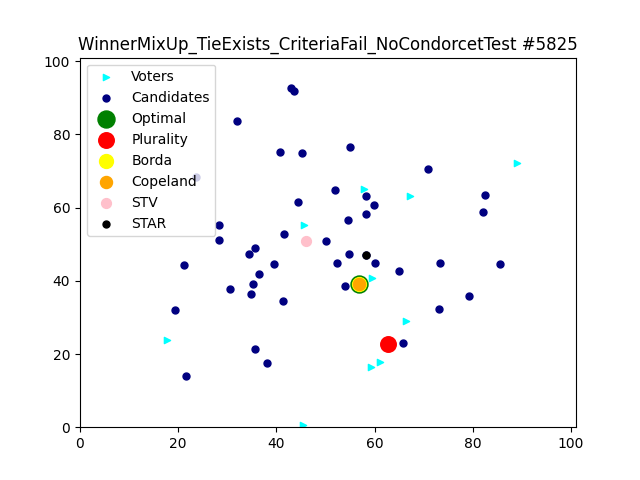 WinnerMixUp_TieExists_CriteriaFail_NoCondorcetTest #5825
100
80
60
40
20
0
0 20 40 60 80 100
Voters
Candidates
Optimal
Plurality
Borda
Copeland
STV
STAR